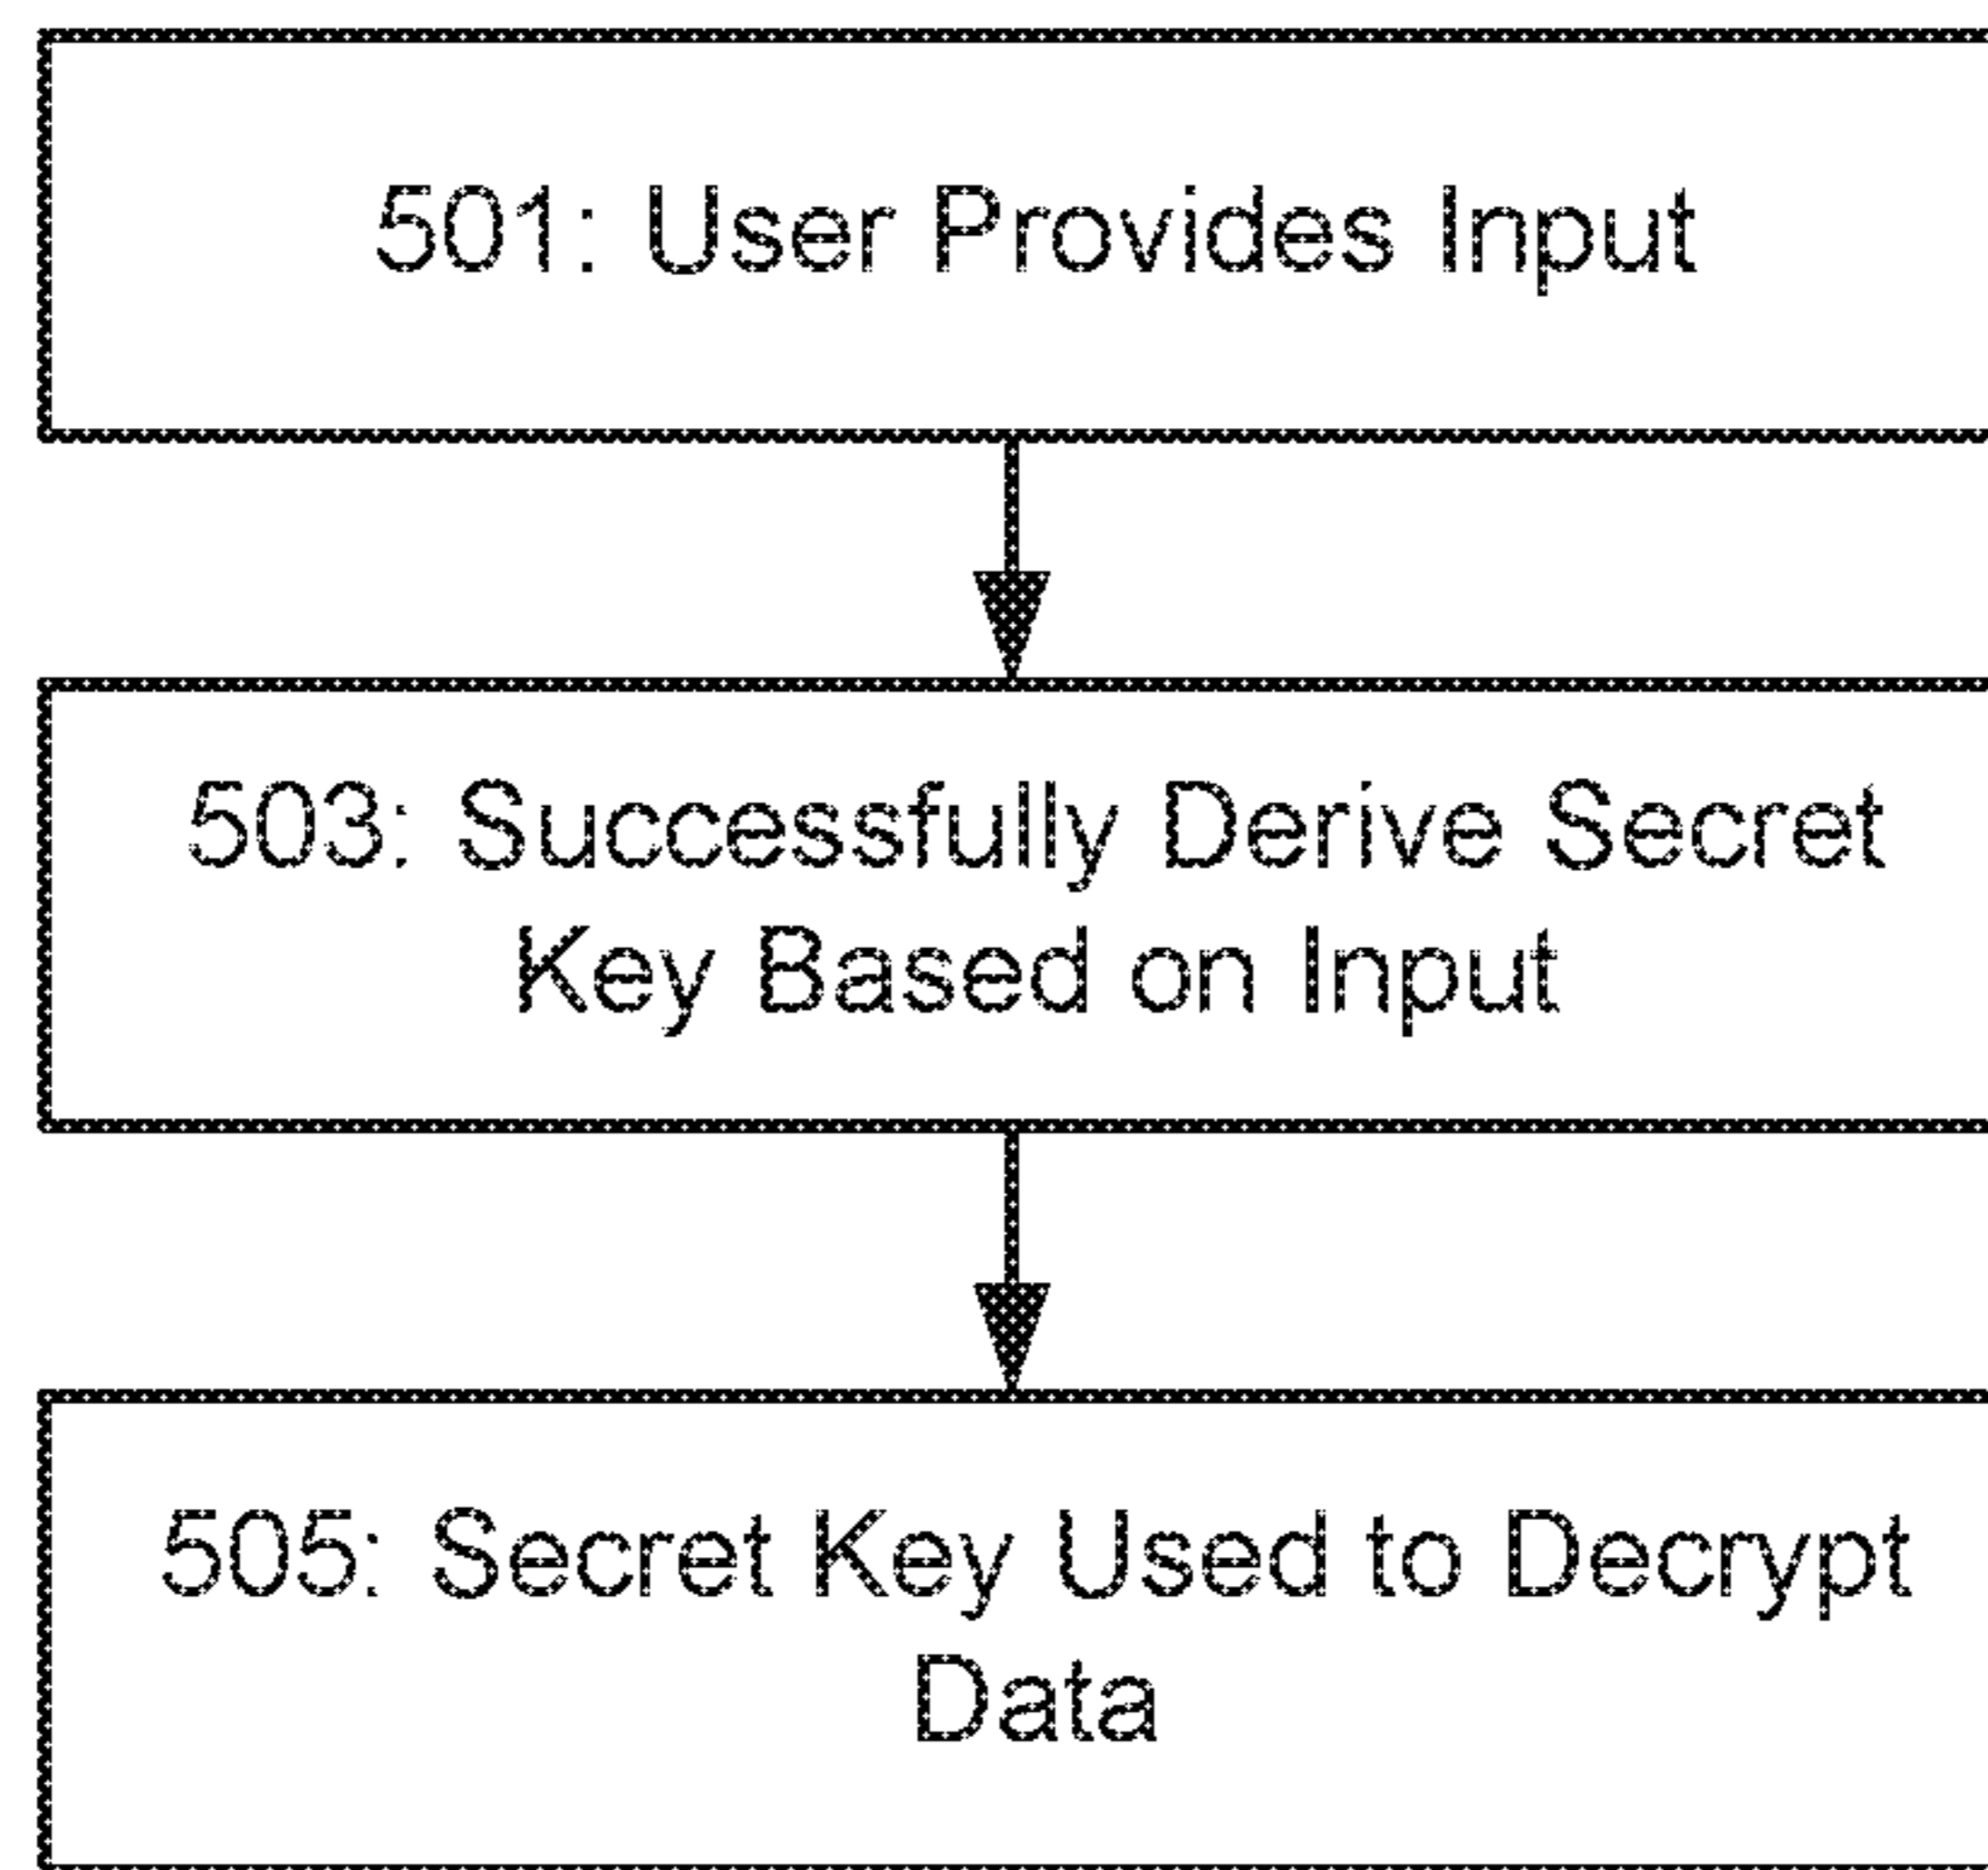 501: User Provides Input
503: Successfully Derive Secret
Key Based on Input
505: Secret Key Used to Decrypt
Data